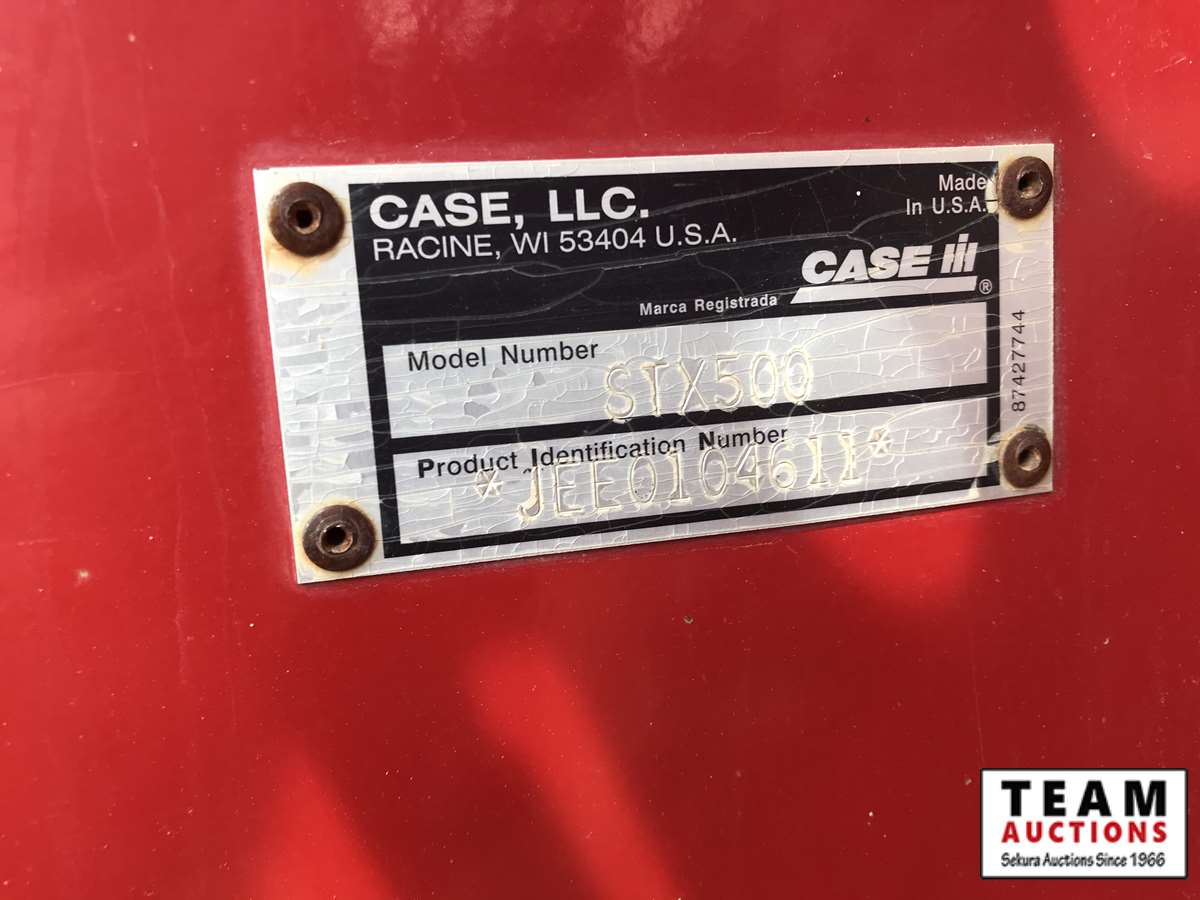 CASE, LLC.
RACINE, WI 53404 U.S.A.
Made
In U.S.A.
Marca Registrada
CASE IH
®
87427744
Model Number
STX500
Product Identification Number
*JEE0104611*
TEAM
AUCTIONS
Sekura Auctions Since 1966